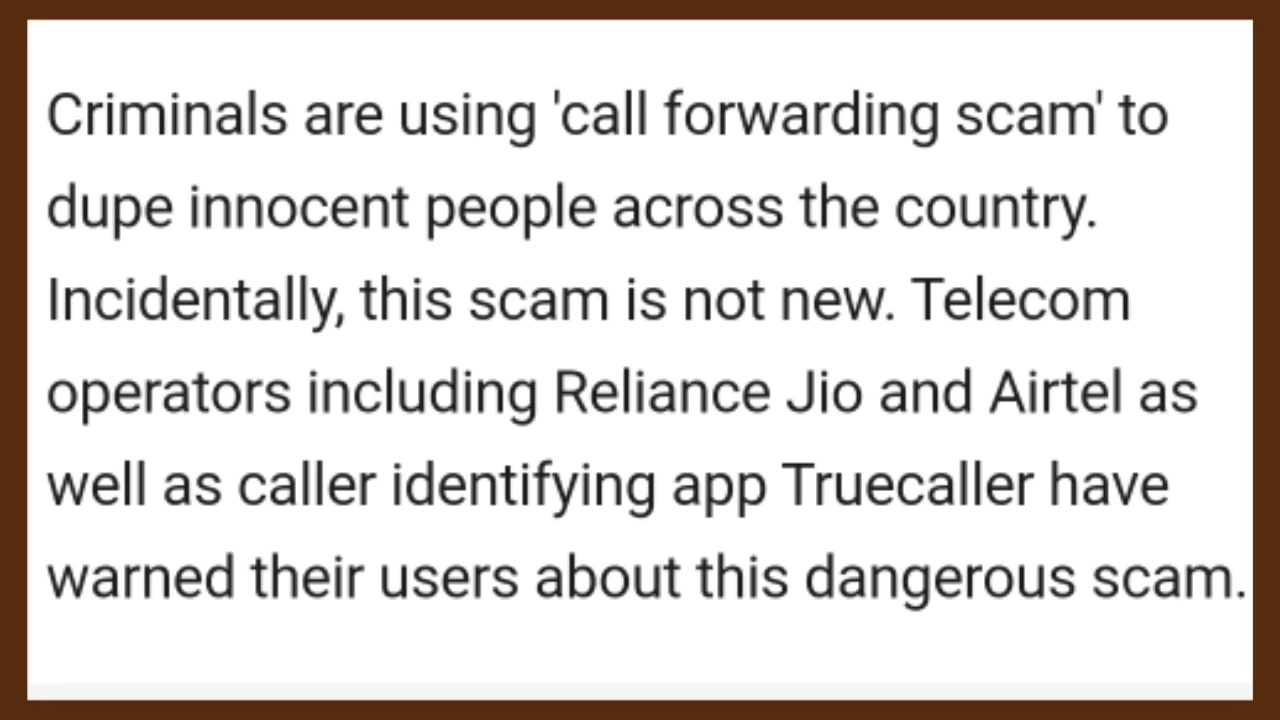 Criminals are using 'call forwarding scam' to
dupe innocent people across the country.
Incidentally, this scam is not new. Telecom
operators including Reliance Jio and Airtel as
well as caller identifying app Truecaller have
warned their users about this dangerous scam.